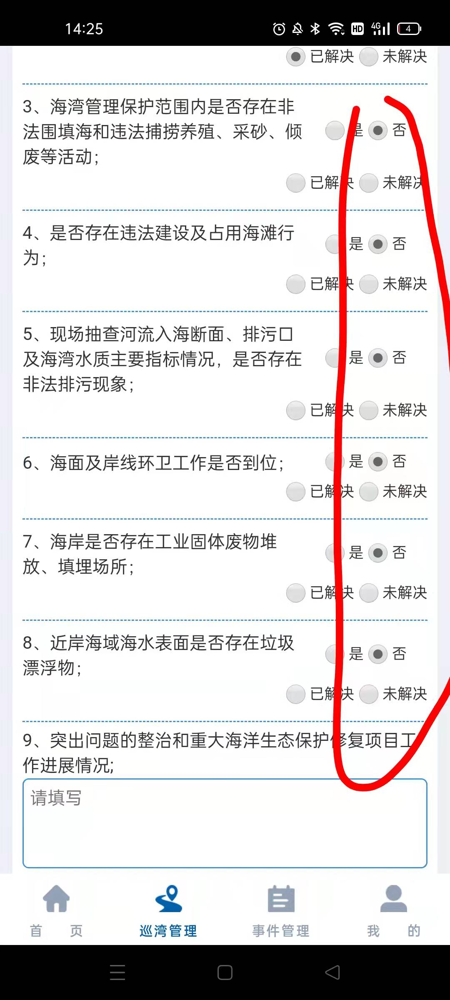 14:25
HD 4G 4
已解决 未解决
3、海湾管理保护范围内是否存在非
法围填海和违法捕捞养殖、采砂、倾
废等活动;
是 否
已解决 未解决
4、是否存在违法建设及占用海滩行
为;
是 否
已解决 未解决
5、现场抽查河流入海断面、排污口
及海湾水质主要指标情况，是否存在
非法排污现象;
是 否
已解决 未解决
6、海面及岸线环卫工作是否到位;
是 否
已解决 未解决
7、海岸是否存在工业固体废物堆
放、填埋场所;
是 否
已解决 未解决
8、近岸海域海水表面是否存在垃圾
漂浮物;
是 否
已解决 未解决
9、突出问题的整治和重大海洋生态保护修复项目工
作进展情况;
请填写
首页 巡湾管理 事件管理 我的